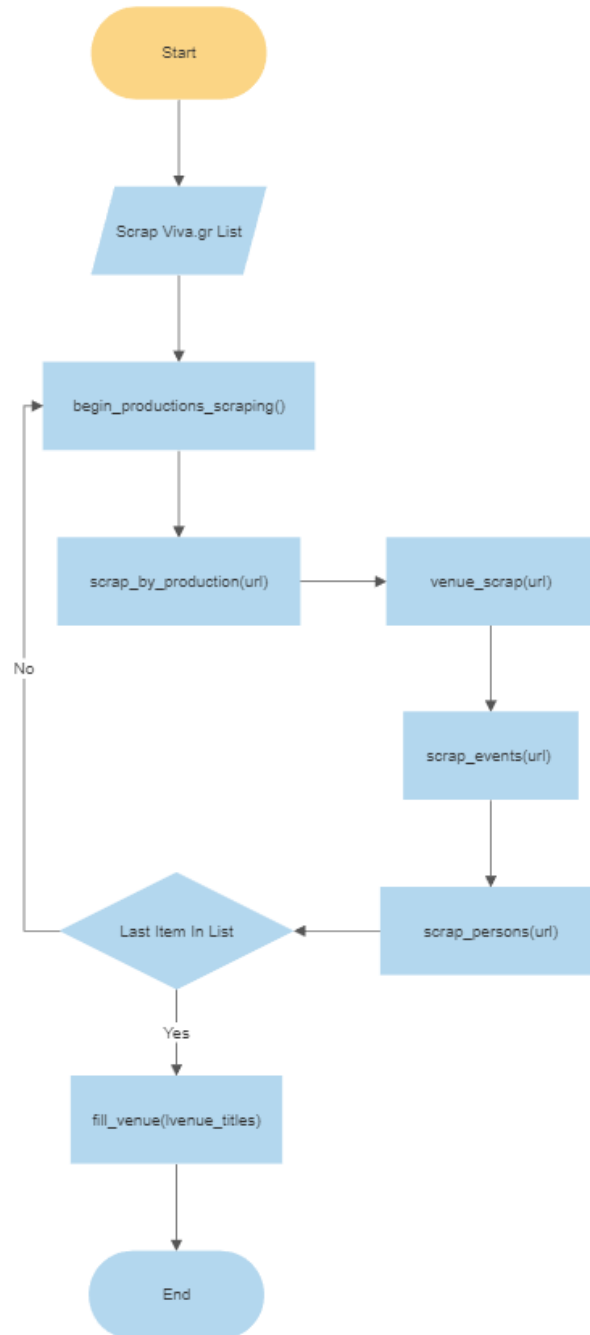 Start
Scrap Viva.gr List
begin_productions_scraping()
scrap_by_production(url)
venue_scrap(url)
No
scrap_events(url)
Last Item In List
scrap_persons(url)
Yes
fill_venue(lvenue_titles)
End